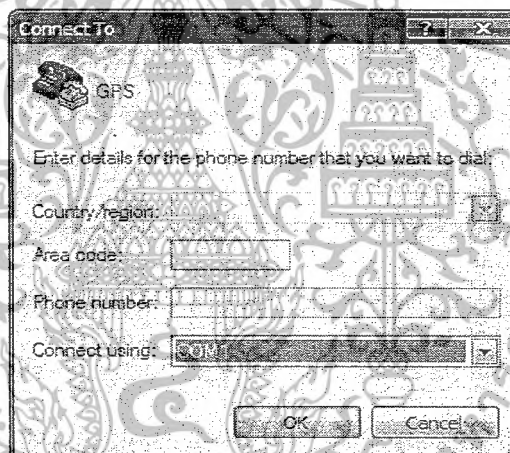 Connect To
GPS
Enter details for the phone number that you want to dial:
Country/region:
Area code:
Phone number:
Connect using:
OK
Cancel